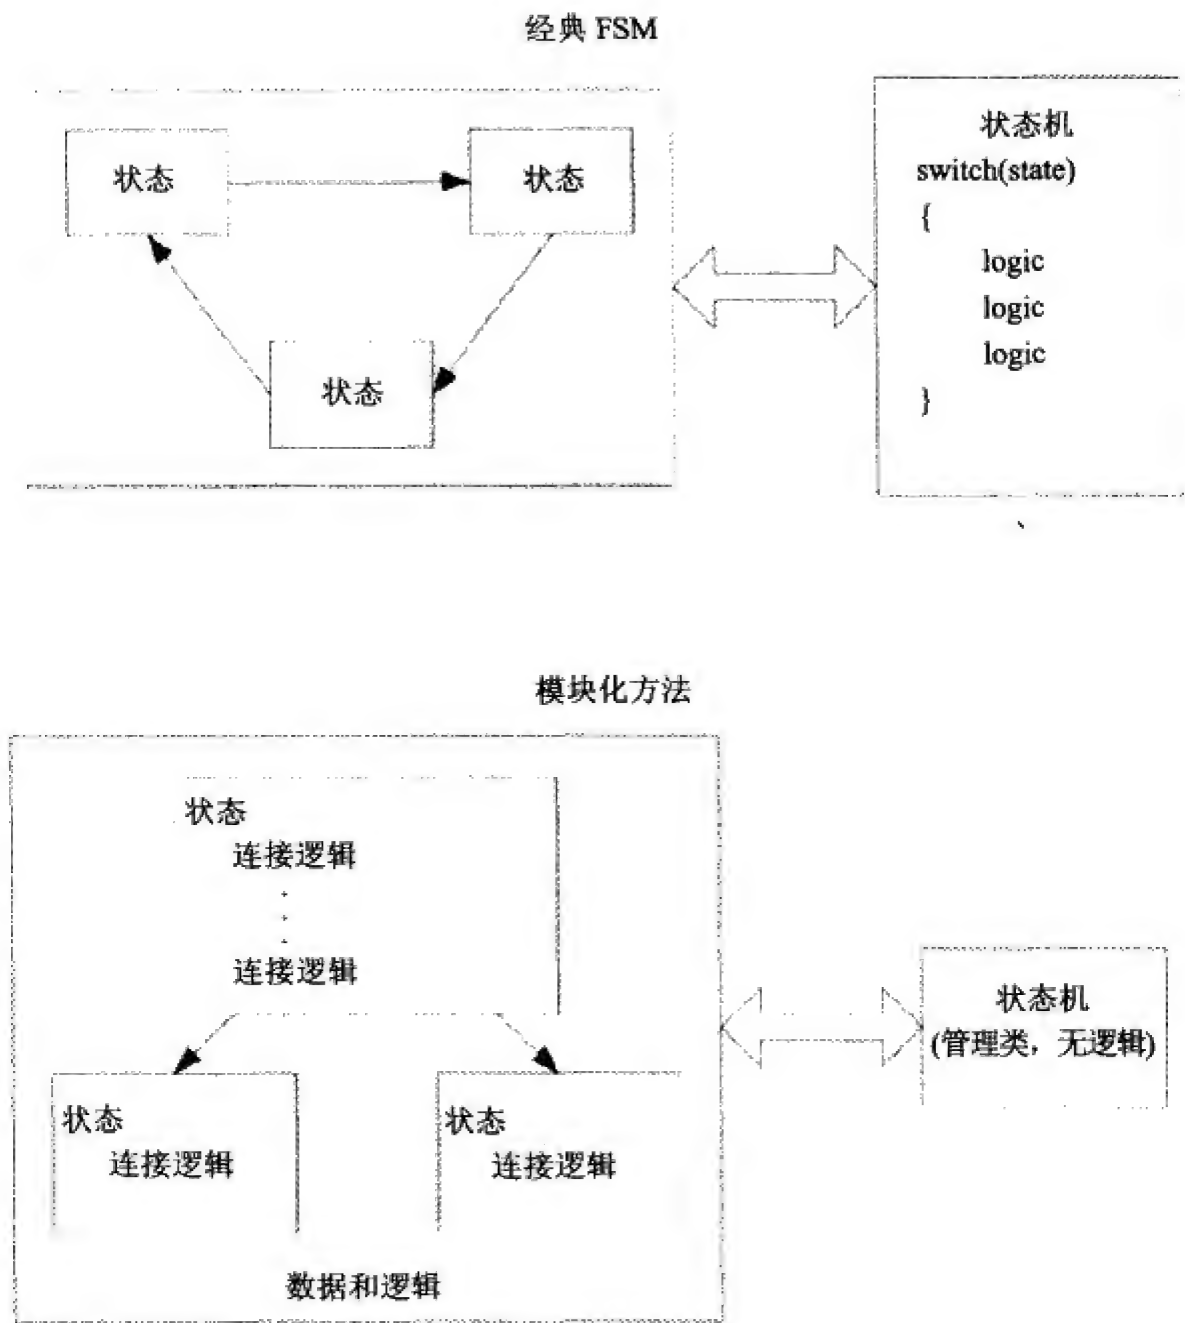 经典 FSM
状态
状态
状态
状态机
switch(state)
{
logic
logic
logic
}
模块化方法
状态
连接逻辑
连接逻辑
状态
连接逻辑
状态
连接逻辑
数据和逻辑
状态机
(管理类，无逻辑)